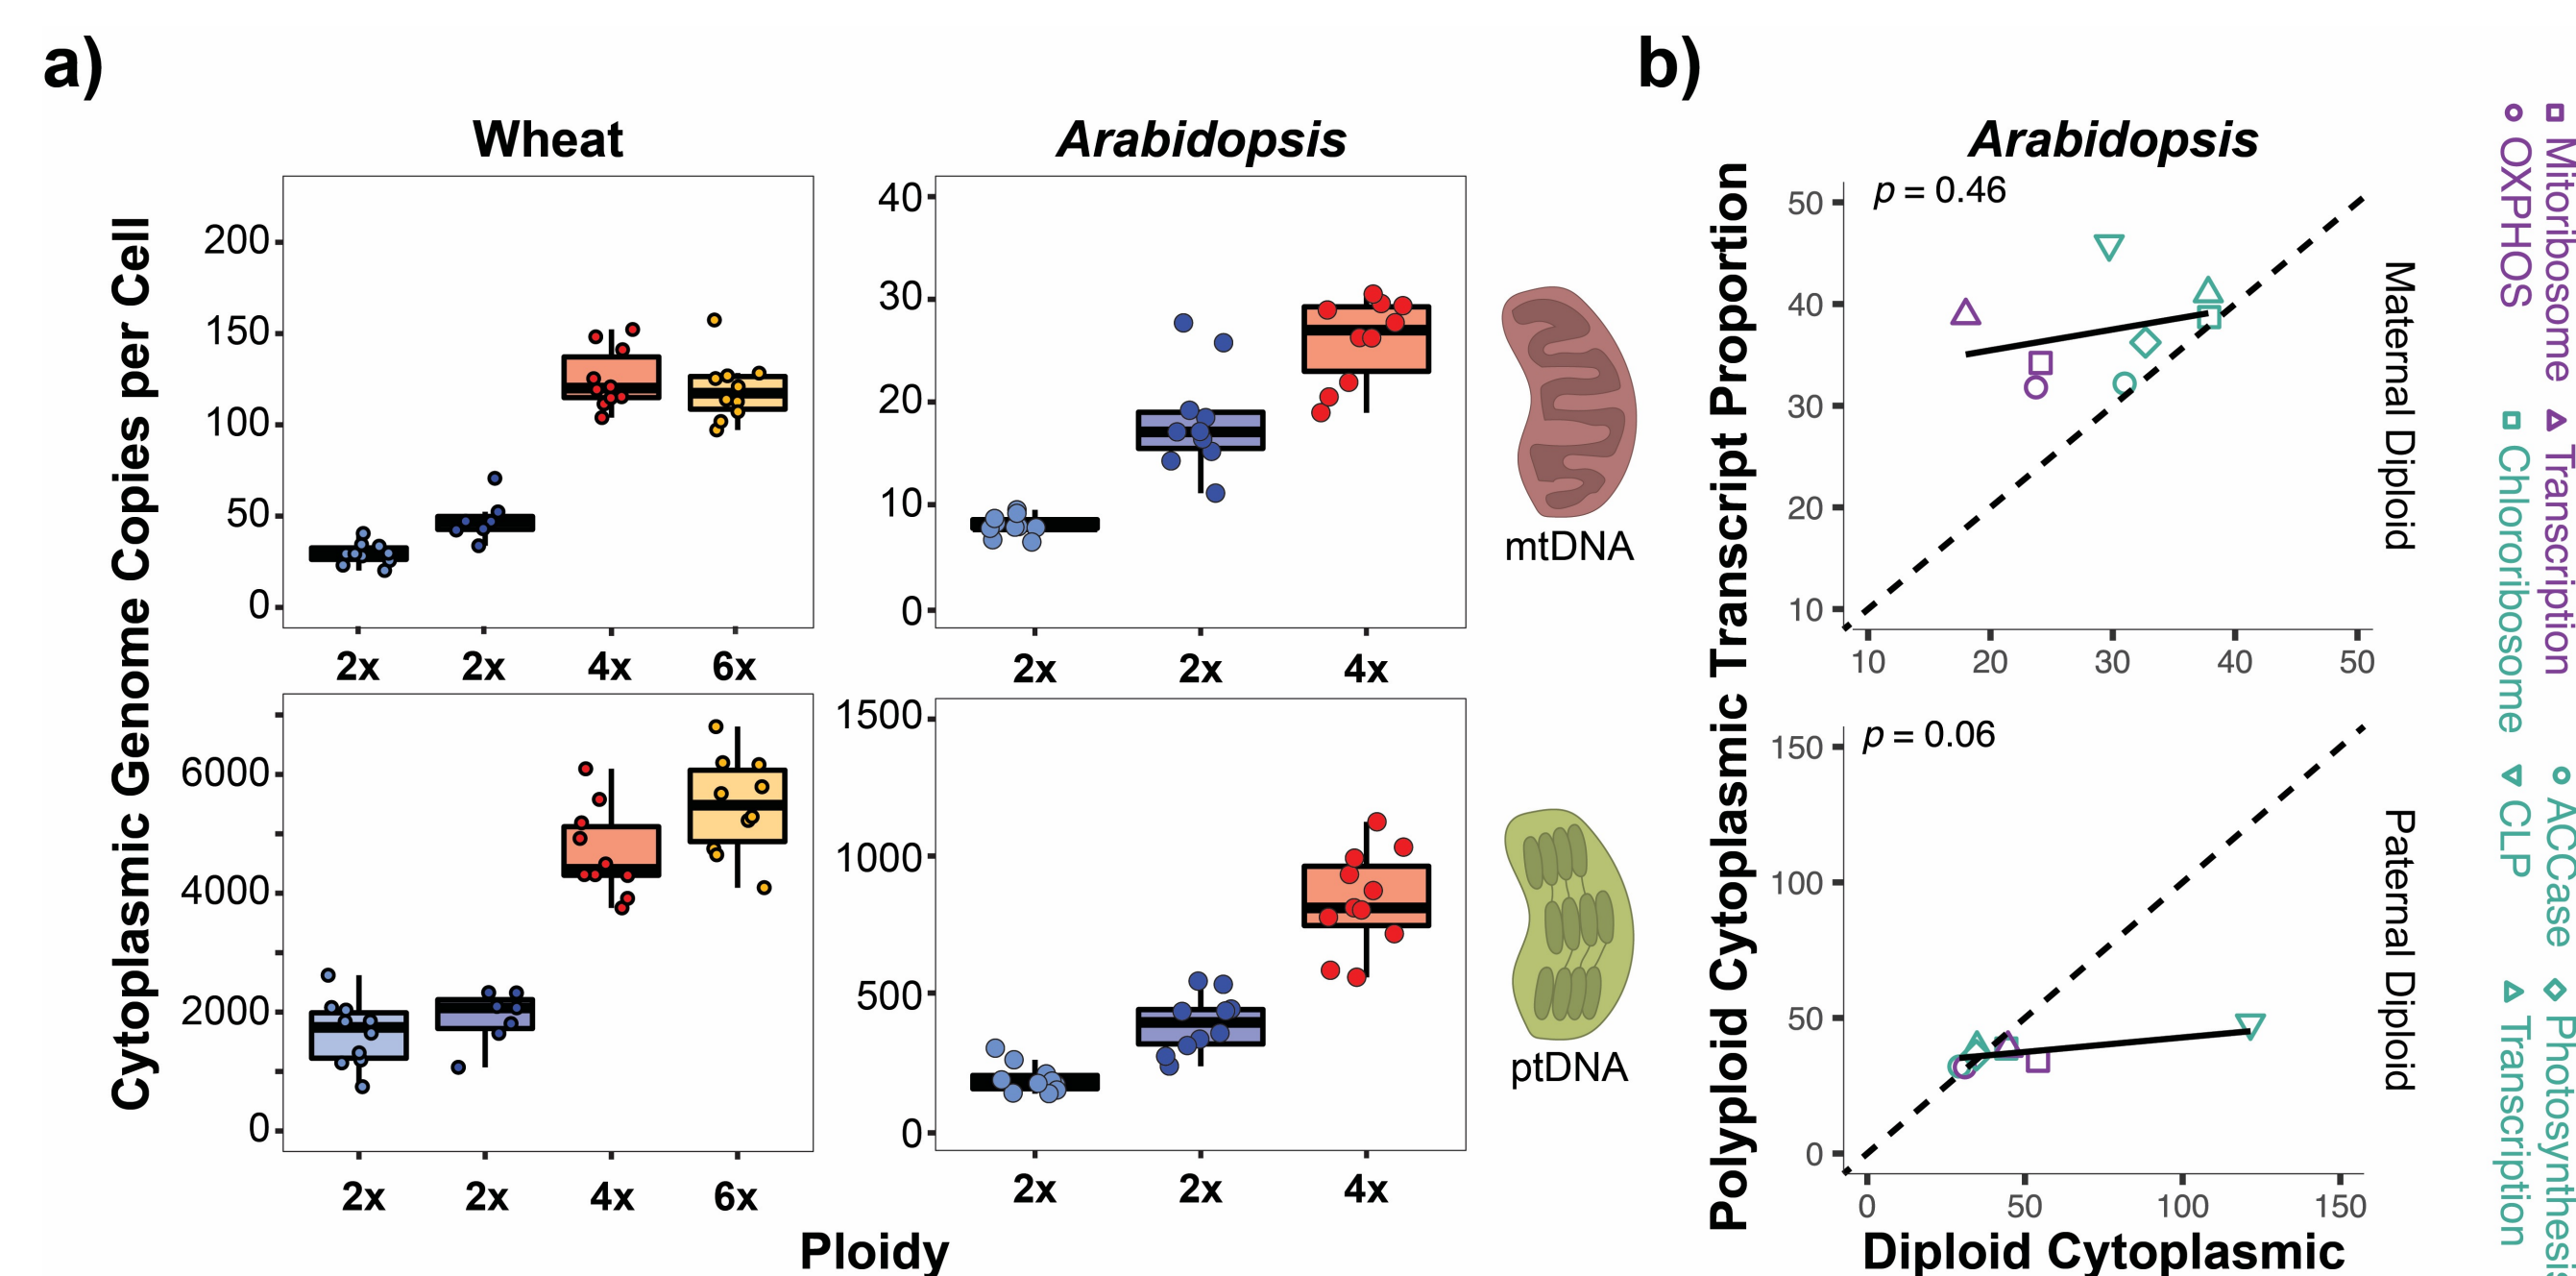 a)
b)
Wheat
Arabidopsis
Arabidopsis
Cytoplasmic Genome Copies per Cell
200
150
100
50
0
2x 2x 4x 6x
40
30
20
10
0
2x 2x 4x
mtDNA
6000
4000
2000
0
2x 2x 4x 6x
1500
1000
500
0
2x 2x 4x
ptDNA
Ploidy
Polyploid Cytoplasmic Transcript Proportion
p = 0.46
50
40
30
20
10
10 20 30 40 50
Maternal Diploid
p = 0.06
150
100
50
0
0 50 100 150
Paternal Diploid
Diploid Cytoplasmic
Mitoribosome
Transcription
OXPHOS
Chlororibosome
ACCase
Photosynthesis
CLP
Transcription